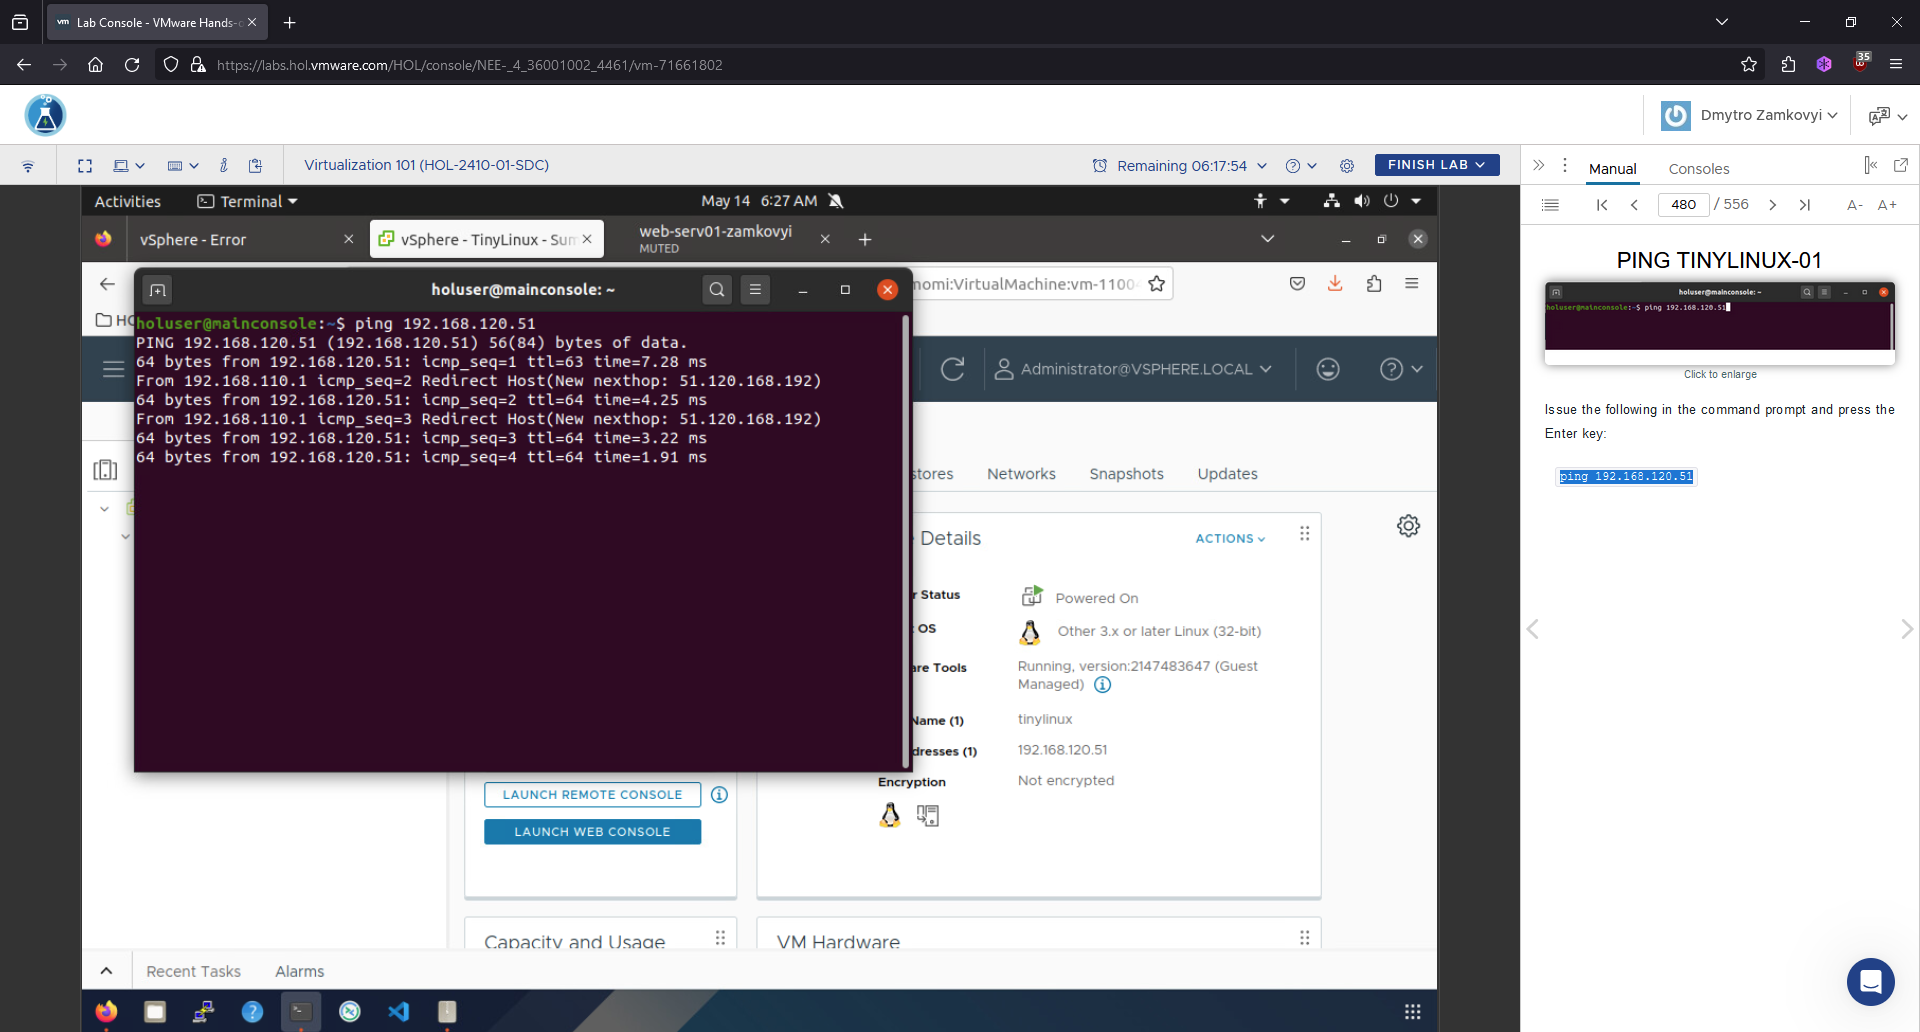 Lab Console - VMware Hands-o
https://labs.hol.vmware.com/HOL/console/NEE-_4_36001002_4461/vm-71661802
35
Dmytro Zamkovyi
Virtualization 101 (HOL-2410-01-SDC)
Remaining 06:17:54
FINISH LAB
Manual
Consoles
480 / 556
A- A+
Activities
Terminal
May 14 6:27 AM
vSphere - Error
vSphere - TinyLinux - Sum
web-serv01-zamkovyi
MUTED
nomi:VirtualMachine:vm-1100
HO
Administrator@VSPHERE.LOCAL
holuser@mainconsole: ~
holuser@mainconsole:~$ ping 192.168.120.51
PING 192.168.120.51 (192.168.120.51) 56(84) bytes of data.
64 bytes from 192.168.120.51: icmp_seq=1 ttl=63 time=7.28 ms
From 192.168.110.1 icmp_seq=2 Redirect Host(New nexthop: 51.120.168.192)
64 bytes from 192.168.120.51: icmp_seq=2 ttl=64 time=4.25 ms
From 192.168.110.1 icmp_seq=3 Redirect Host(New nexthop: 51.120.168.192)
64 bytes from 192.168.120.51: icmp_seq=3 ttl=64 time=3.22 ms
64 bytes from 192.168.120.51: icmp_seq=4 ttl=64 time=1.91 ms
stores
Networks
Snapshots
Updates
Details
ACTIONS
r Status
Powered On
OS
Other 3.x or later Linux (32-bit)
are Tools
Running, version:2147483647 (Guest
Managed)
Name (1)
tinylinux
dresses (1)
192.168.120.51
Encryption
Not encrypted
LAUNCH REMOTE CONSOLE
LAUNCH WEB CONSOLE
Capacity and Usage
VM Hardware
Recent Tasks
Alarms
PING TINYLINUX-01
holuser@mainconsole: ~
holuser@mainconsole:~$ ping 192.168.120.51
Click to enlarge
Issue the following in the command prompt and press the
Enter key:
ping 192.168.120.51